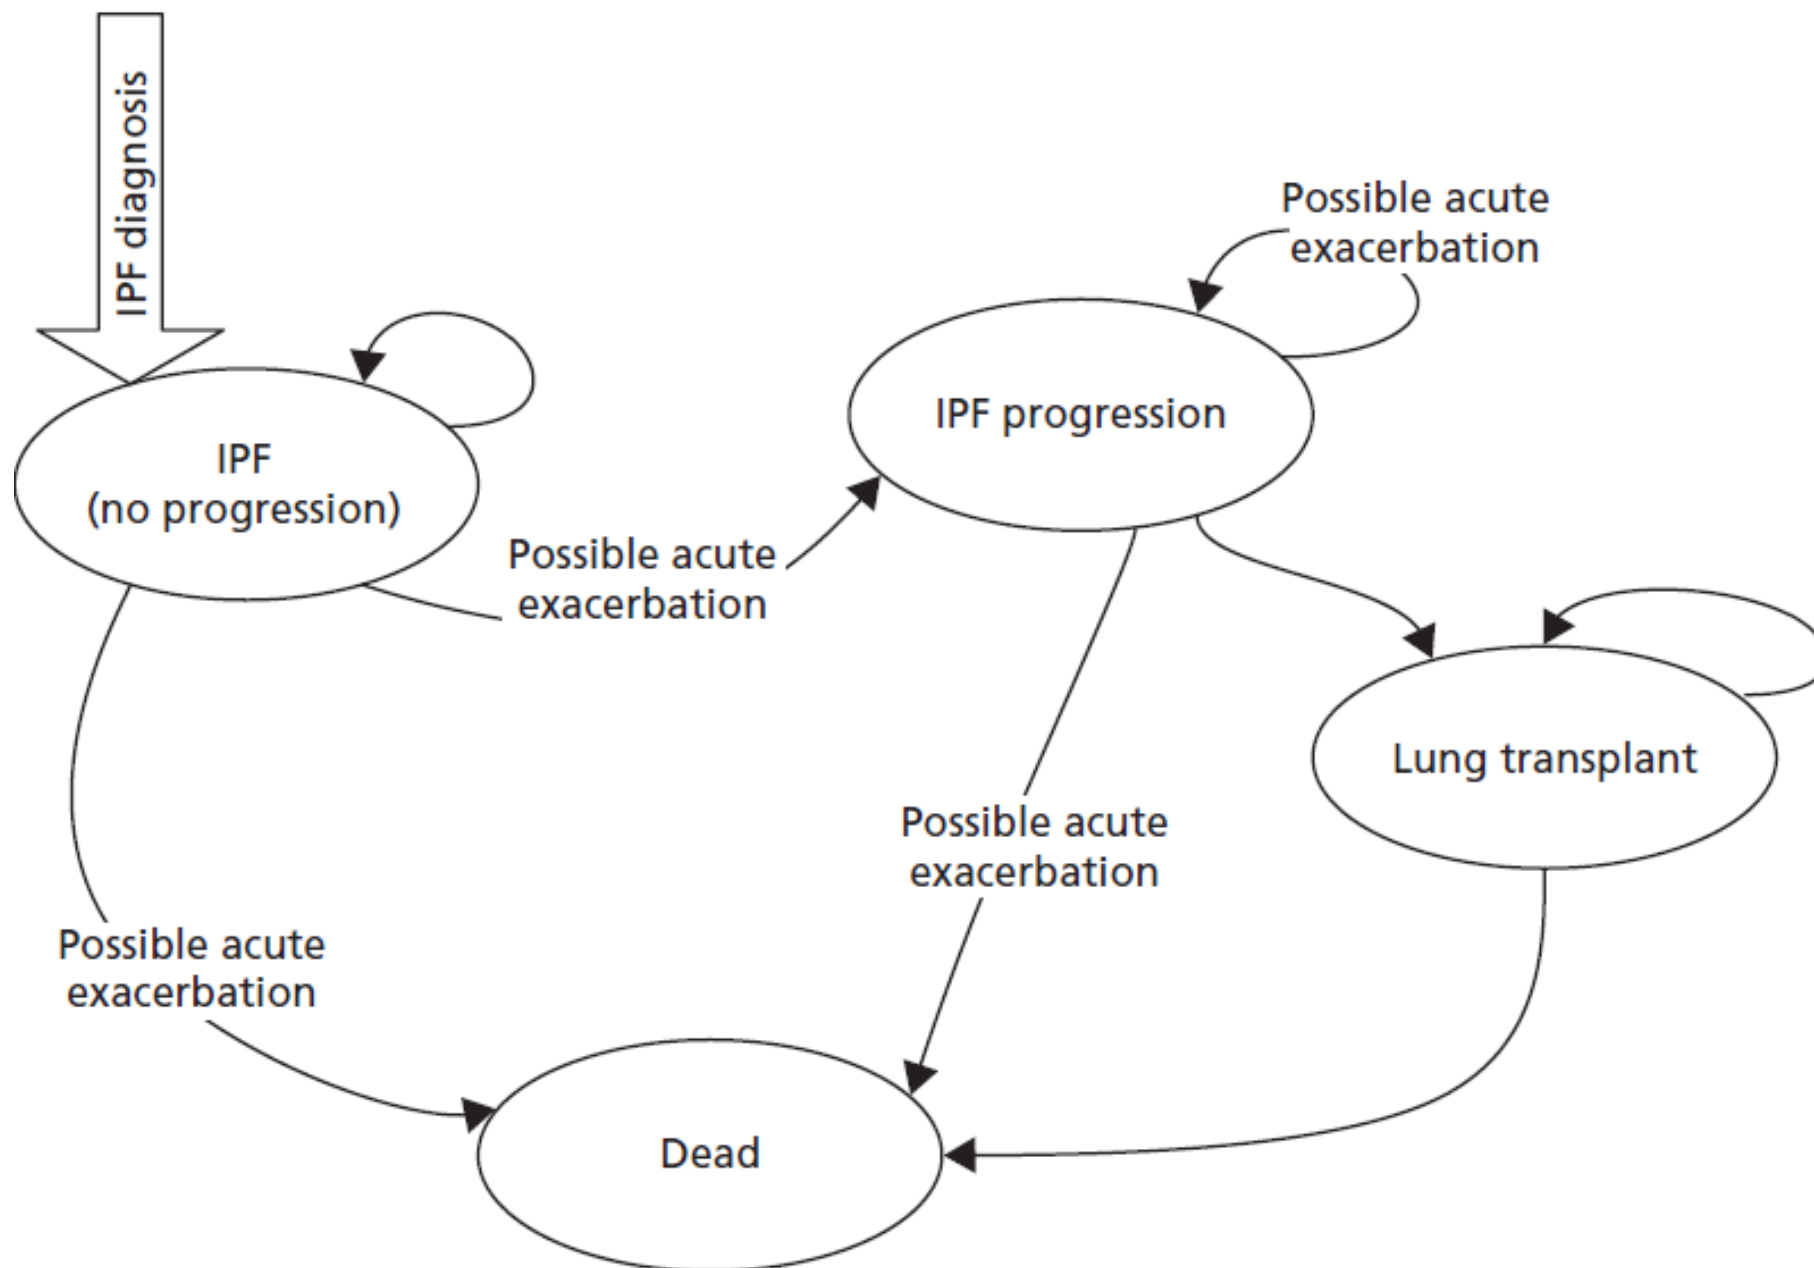 IPF diagnosis
Possible acute
exacerbation
IPF progression
IPF
(no progression)
Possible acute
exacerbation
Lung transplant
Possible acute
exacerbation
Possible acute
exacerbation
Dead